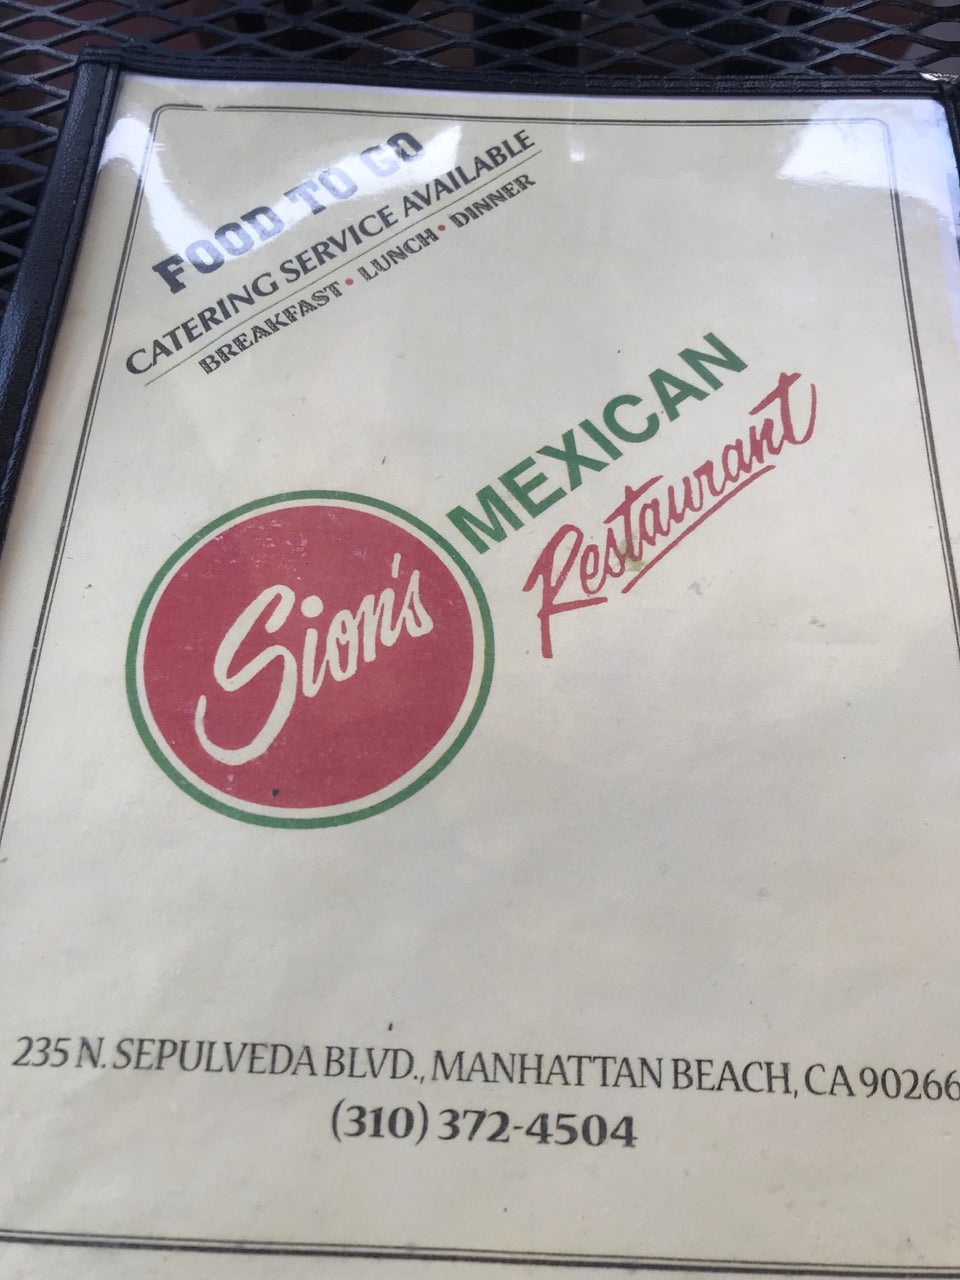 FOOD TO GO
CATERING SERVICE AVAILABLE
BREAKFAST • LUNCH • DINNER
MEXICAN
Restaurant
Sion's
235 N. SEPULVEDA BLVD., MANHATTAN BEACH, CA 90266
(310) 372-4504